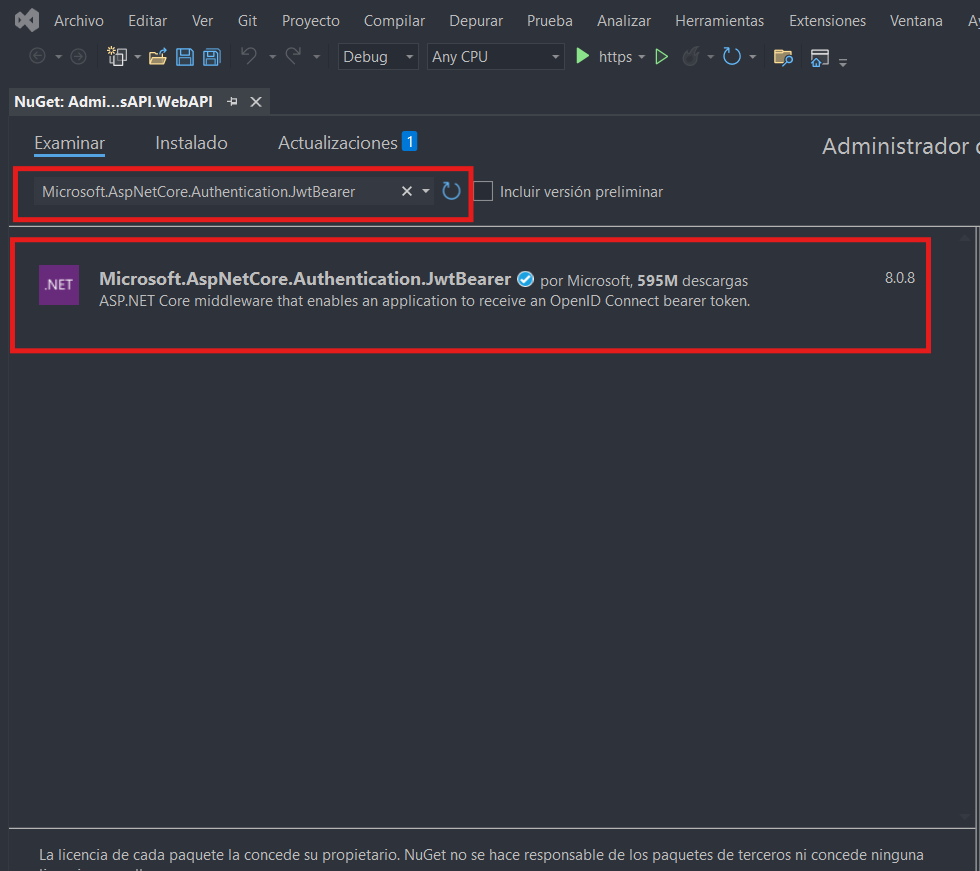 Archivo Editar Ver Git Proyecto Compilar Depurar Prueba Analizar Herramientas Extensiones Ventana
Debug Any CPU https
NuGet: Admi...sAPI.WebAPI
Examinar Instalado Actualizaciones 1
Administrador
Microsoft.AspNetCore.Authentication.JwtBearer
Incluir versión preliminar
.NET
Microsoft.AspNetCore.Authentication.JwtBearer por Microsoft, 595M descargas 8.0.8
ASP.NET Core middleware that enables an application to receive an OpenID Connect bearer token.
La licencia de cada paquete la concede su propietario. NuGet no se hace responsable de los paquetes de terceros ni concede ninguna